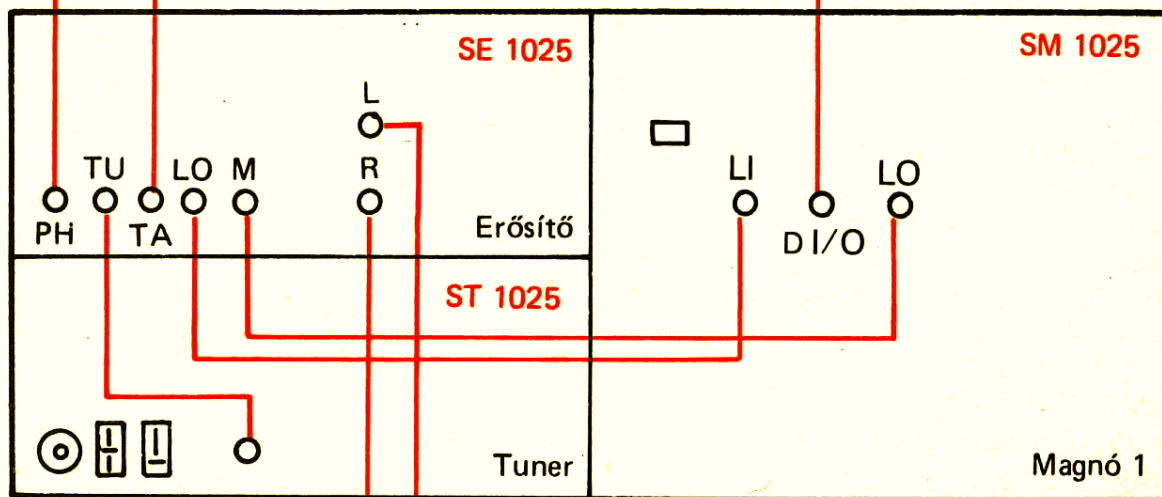 SE 1025
SM 1025
L
TU LO M R
LI LO
PH TA
Erősítő
D I/O
ST 1025
Tuner
Magnó 1